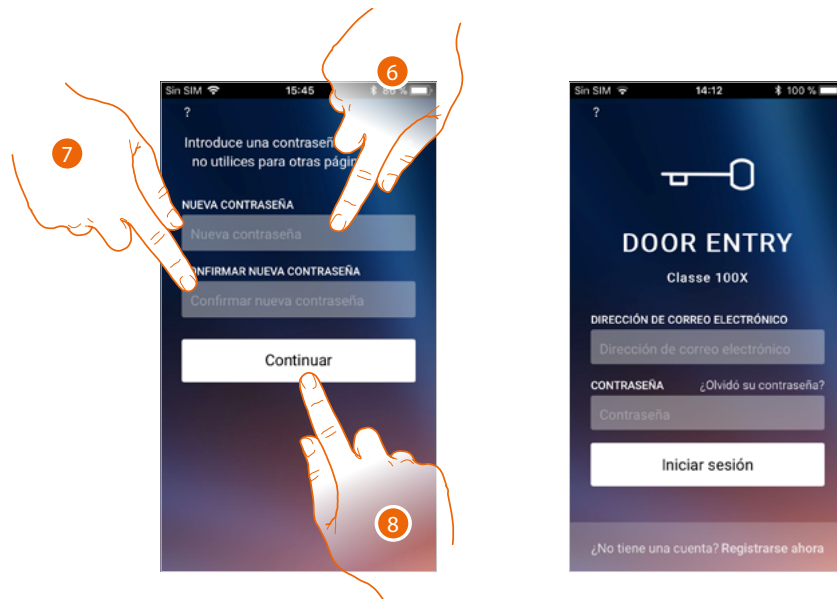 6
7
Sin SIM 15:45 86 %
?
Introduce una contraseñ
no utilices para otras págin
NUEVA CONTRASEÑA
Nueva contraseña
CONFIRMAR NUEVA CONTRASEÑA
Confirmar nueva contraseña
Continuar
8
Sin SIM 14:12 100 %
?
DOOR ENTRY
Classe 100X
DIRECCIÓN DE CORREO ELECTRÓNICO
Dirección de correo electrónico
CONTRASEÑA ¿Olvidó su contraseña?
Contraseña
Iniciar sesión
¿No tiene una cuenta? Registrarse ahora